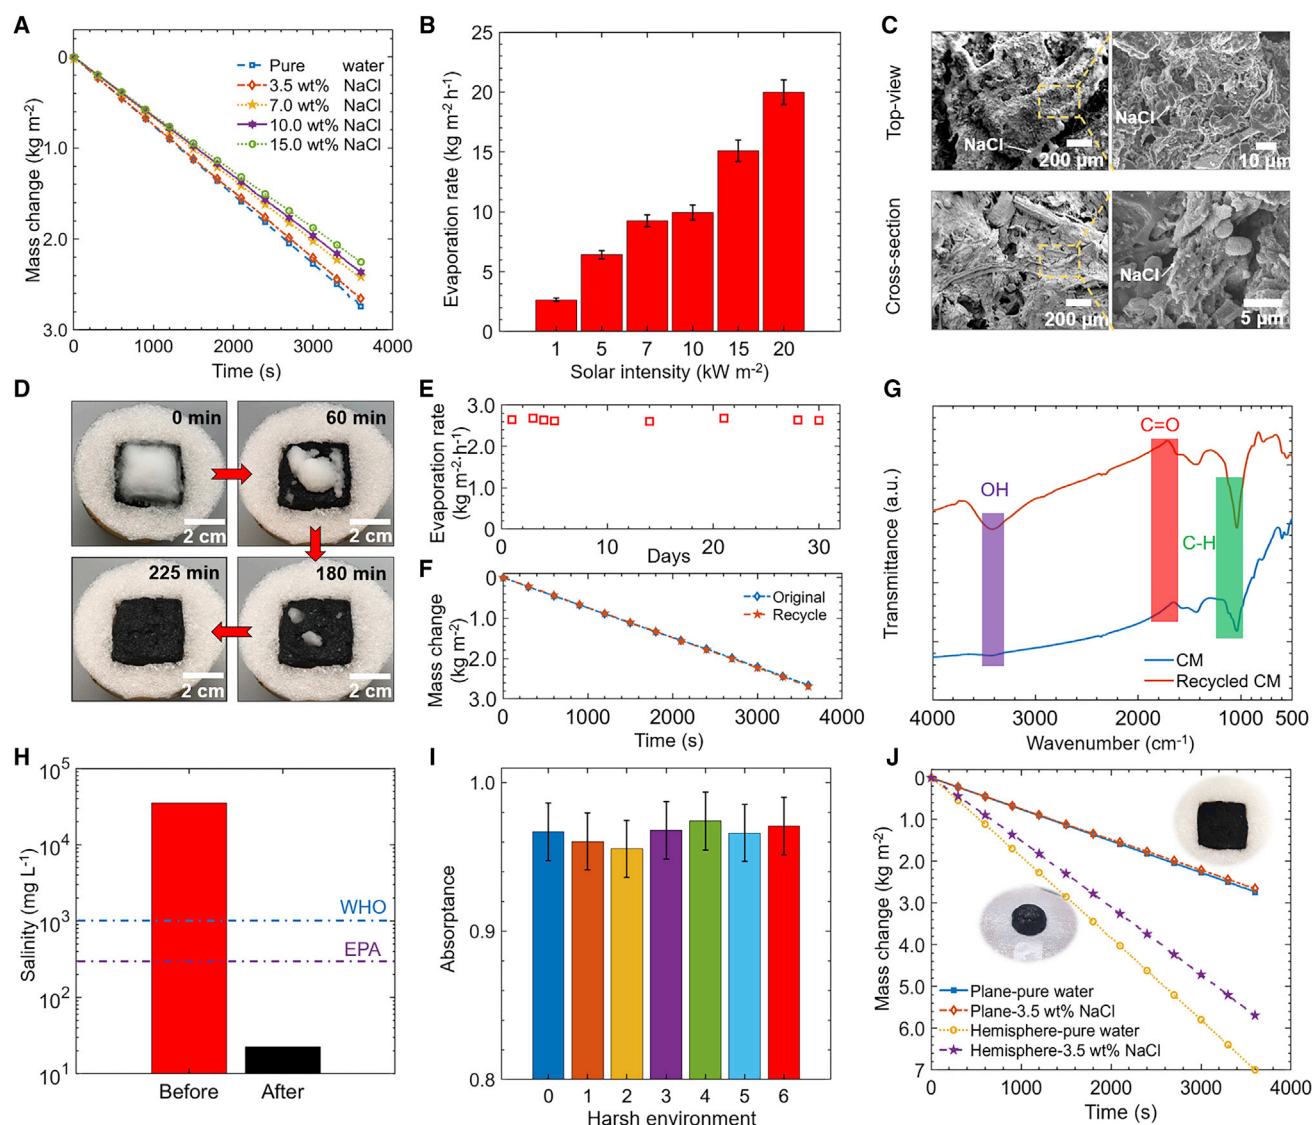 A
0
1.0
2.0
3.0
Mass change (kg m-2)
0 1000 2000 3000 4000
Time (s)
Pure water
3.5 wt% NaCl
7.0 wt% NaCl
10.0 wt% NaCl
15.0 wt% NaCl
B
25
20
15
10
5
0
Evaporation rate (kg m-2 h-1)
1 5 7 10 15 20
Solar intensity (kW m-2)
C
Top-view
NaCl
200 µm
NaCl
10 µm
Cross-section
200 µm
NaCl
5 µm
D
0 min
2 cm
60 min
2 cm
225 min
2 cm
180 min
2 cm
E
3.0
2.0
1.0
0
Evaporation rate
(kg m-2·h-1)
0 10 20 30
Days
F
0
1.0
2.0
3.0
Mass change
(kg m-2)
Original
Recycle
0 1000 2000 3000 4000
Time (s)
G
Transmittance (a.u.)
C=O
OH
C-H
CM
Recycled CM
4000 3000 2000 1000 500
Wavenumber (cm-1)
H
105
104
103
102
101
Salinity (mg L-1)
WHO
EPA
Before After
I
1.0
0.9
0.8
Absorptance
0 1 2 3 4 5 6
Harsh environment
J
0
1.0
2.0
3.0
4.0
5.0
6.0
7
Mass change (kg m-2)
Plane-pure water
Plane-3.5 wt% NaCl
Hemisphere-pure water
Hemisphere-3.5 wt% NaCl
0 1000 2000 3000 4000
Time (s)